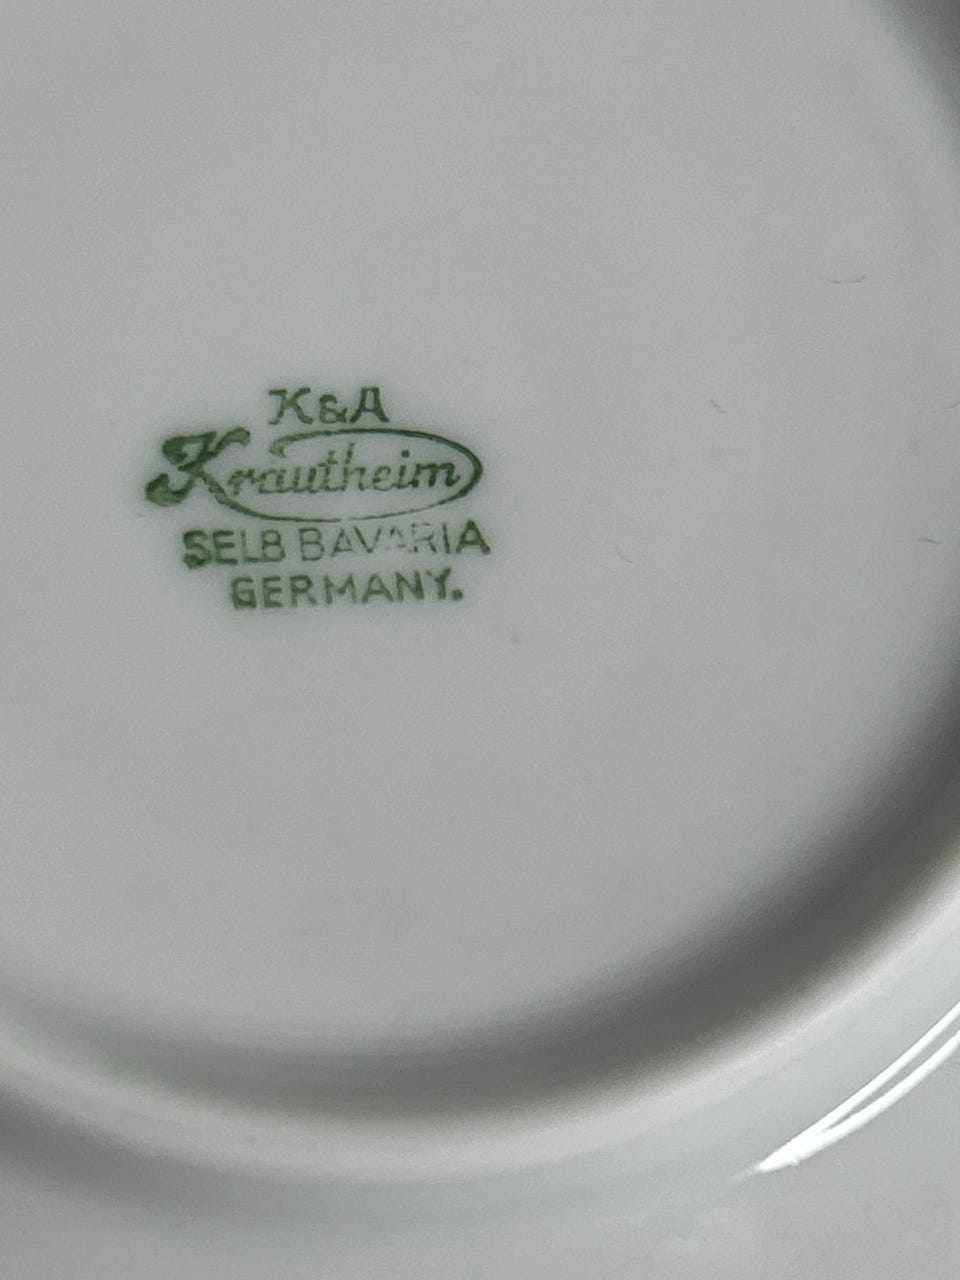 K&A
Krautheim
SELB BAVARIA
GERMANY.